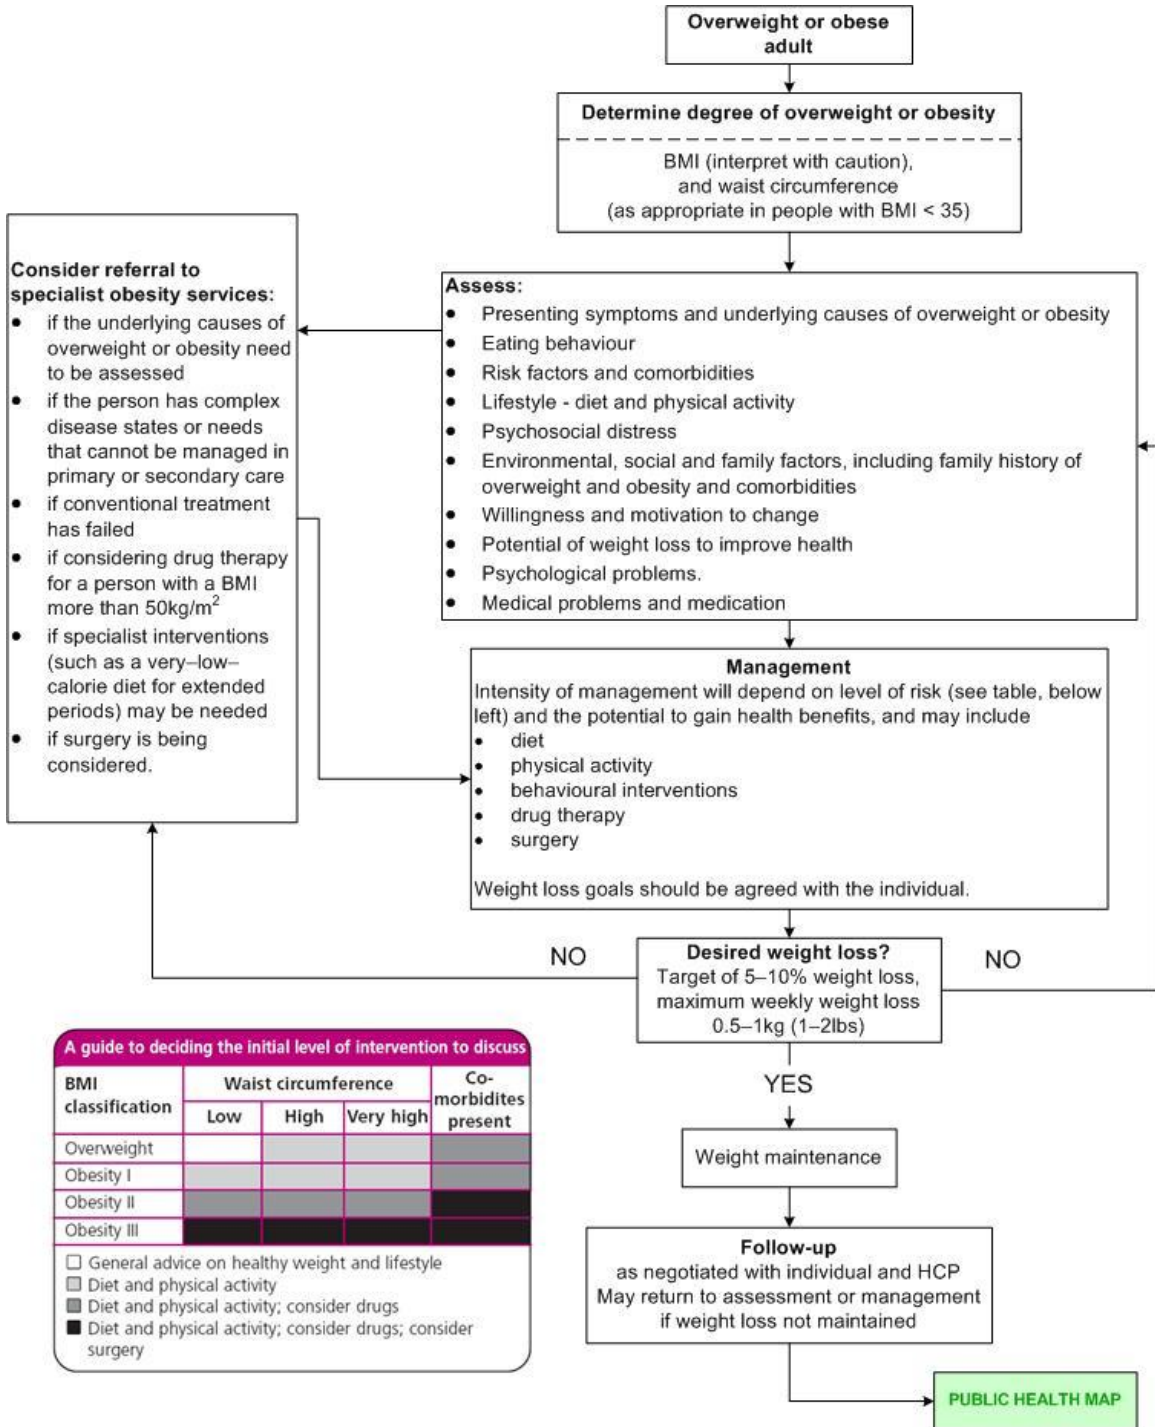 Overweight or obese
adult
Determine degree of overweight or obesity
BMI (interpret with caution),
and waist circumference
(as appropriate in people with BMI < 35)
Consider referral to
specialist obesity services:
● if the underlying causes of
overweight or obesity need
to be assessed
● if the person has complex
disease states or needs
that cannot be managed in
primary or secondary care
● if conventional treatment
has failed
● if considering drug therapy
for a person with a BMI
more than 50kg/m²
● if specialist interventions
(such as a very–low–
calorie diet for extended
periods) may be needed
● if surgery is being
considered.
Assess:
● Presenting symptoms and underlying causes of overweight or obesity
● Eating behaviour
● Risk factors and comorbidities
● Lifestyle - diet and physical activity
● Psychosocial distress
● Environmental, social and family factors, including family history of
overweight and obesity and comorbidities
● Willingness and motivation to change
● Potential of weight loss to improve health
● Psychological problems.
● Medical problems and medication
Management
Intensity of management will depend on level of risk (see table, below
left) and the potential to gain health benefits, and may include
● diet
● physical activity
● behavioural interventions
● drug therapy
● surgery
Weight loss goals should be agreed with the individual.
NO
Desired weight loss?
Target of 5–10% weight loss,
maximum weekly weight loss
0.5–1kg (1–2lbs)
NO
YES
Weight maintenance
Follow-up
as negotiated with individual and HCP
May return to assessment or management
if weight loss not maintained
PUBLIC HEALTH MAP
A guide to deciding the initial level of intervention to discuss
BMI
classification
Waist circumference
Co-
morbidites
present
Low High Very high
Overweight
Obesity I
Obesity II
Obesity III
General advice on healthy weight and lifestyle
Diet and physical activity
Diet and physical activity; consider drugs
Diet and physical activity; consider drugs; consider
surgery